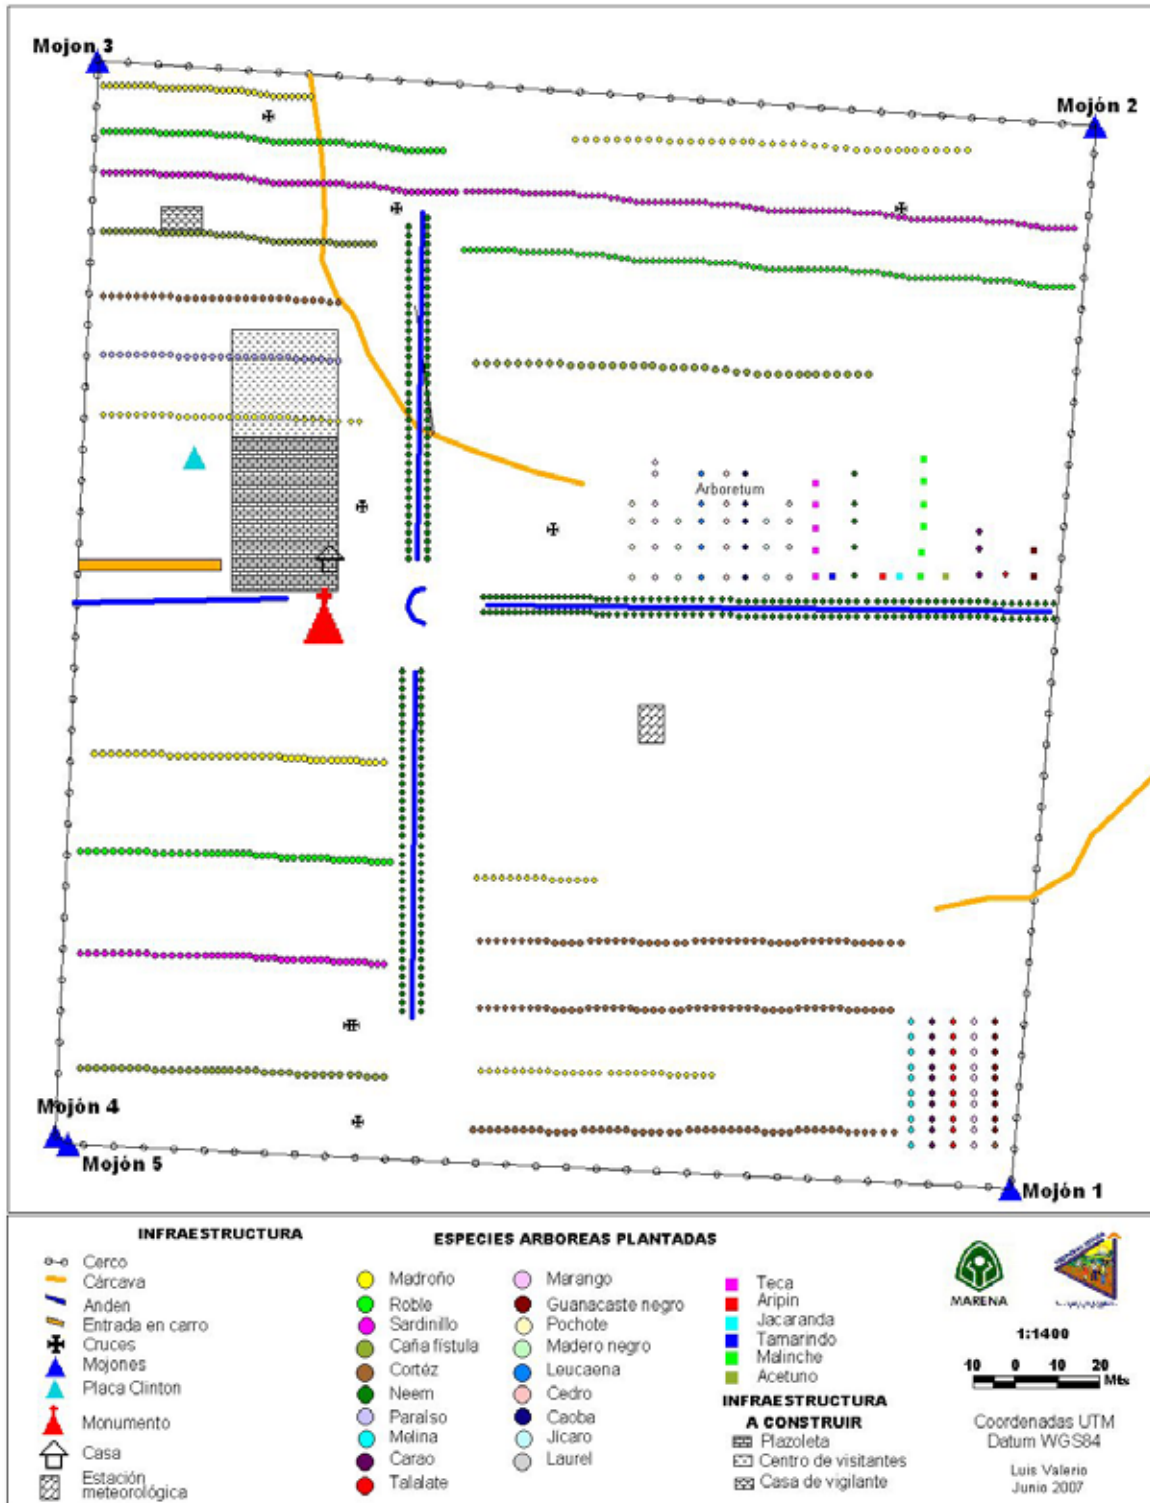 Mojon 3
Mojón 2
Arboretum
Mojón 4
Mojón 5
Mojón 1
INFRAESTRUCTURA
Cerco
Cárcava
Anden
Entrada en carro
Cruces
Mojones
Placa Clinton
Monumento
Casa
Estación
meteorológica
ESPECIES ARBOREAS PLANTADAS
Madroño
Roble
Sardinillo
Caña fístula
Cortéz
Neem
Paraíso
Melina
Carao
Talalate
Marango
Guanacaste negro
Pochote
Madero negro
Leucaena
Cedro
Caoba
Jícaro
Laurel
Teca
Aripin
Jacaranda
Tamarindo
Malinche
Acetuno
INFRAESTRUCTURA
A CONSTRUIR
Plazoleta
Centro de visitantes
Casa de vigilante
MARENA
1:1400
10 0 10 20
Mts
Coordenadas UTM
Datum WGS84
Luis Valerio
Junio 2007